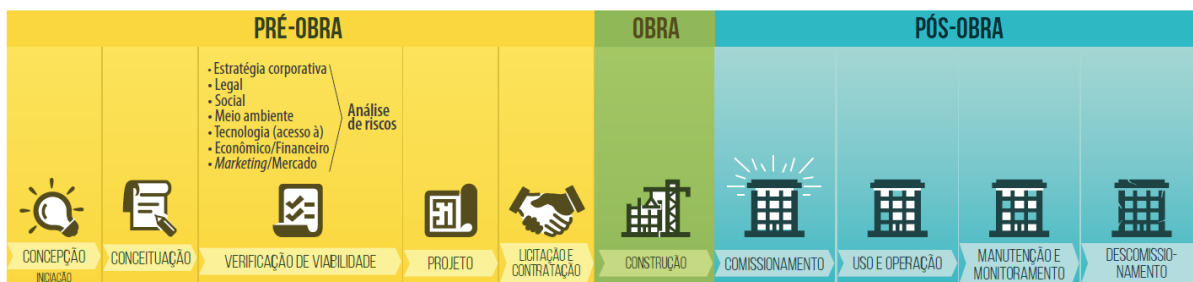 PRÉ-OBRA
OBRA
PÓS-OBRA
• Estratégia corporativa
• Legal
• Social
• Meio ambiente
• Tecnologia (acesso à)
• Econômico/Financeiro
• Marketing/Mercado
Análise
de riscos
CONCEPÇÃO
INICIAÇÃO
CONCEITUAÇÃO
VERIFICAÇÃO DE VIABILIDADE
PROJETO
LICITAÇÃO E
CONTRATAÇÃO
CONSTRUÇÃO
COMISSIONAMENTO
USO E OPERAÇÃO
MANUTENÇÃO E
MONITORAMENTO
DESCOMISSIO-
NAMENTO